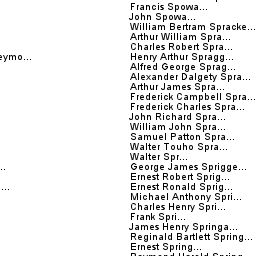 Francis Spowa...
John Spowa...
William Bertram Spracke...
Arthur William Spra...
Charles Robert Spra...
eymo...
Henry Arthur Spragg...
Alfred George Sprag...
Alexander Dalgety Spra...
Arthur James Spra...
Frederick Campbell Spra...
Frederick Charles Spra...
John Richard Spra...
William John Spra...
Samuel Patton Spra...
Walter Touho Spra...
Walter Spr...
...
George James Sprigge...
Ernest Robert Sprig...
...
Ernest Ronald Sprig...
Michael Anthony Spri...
Charles Henry Spri...
Frank Spri...
James Henry Springa...
Reginald Bartlett Spring...
Ernest Spring...